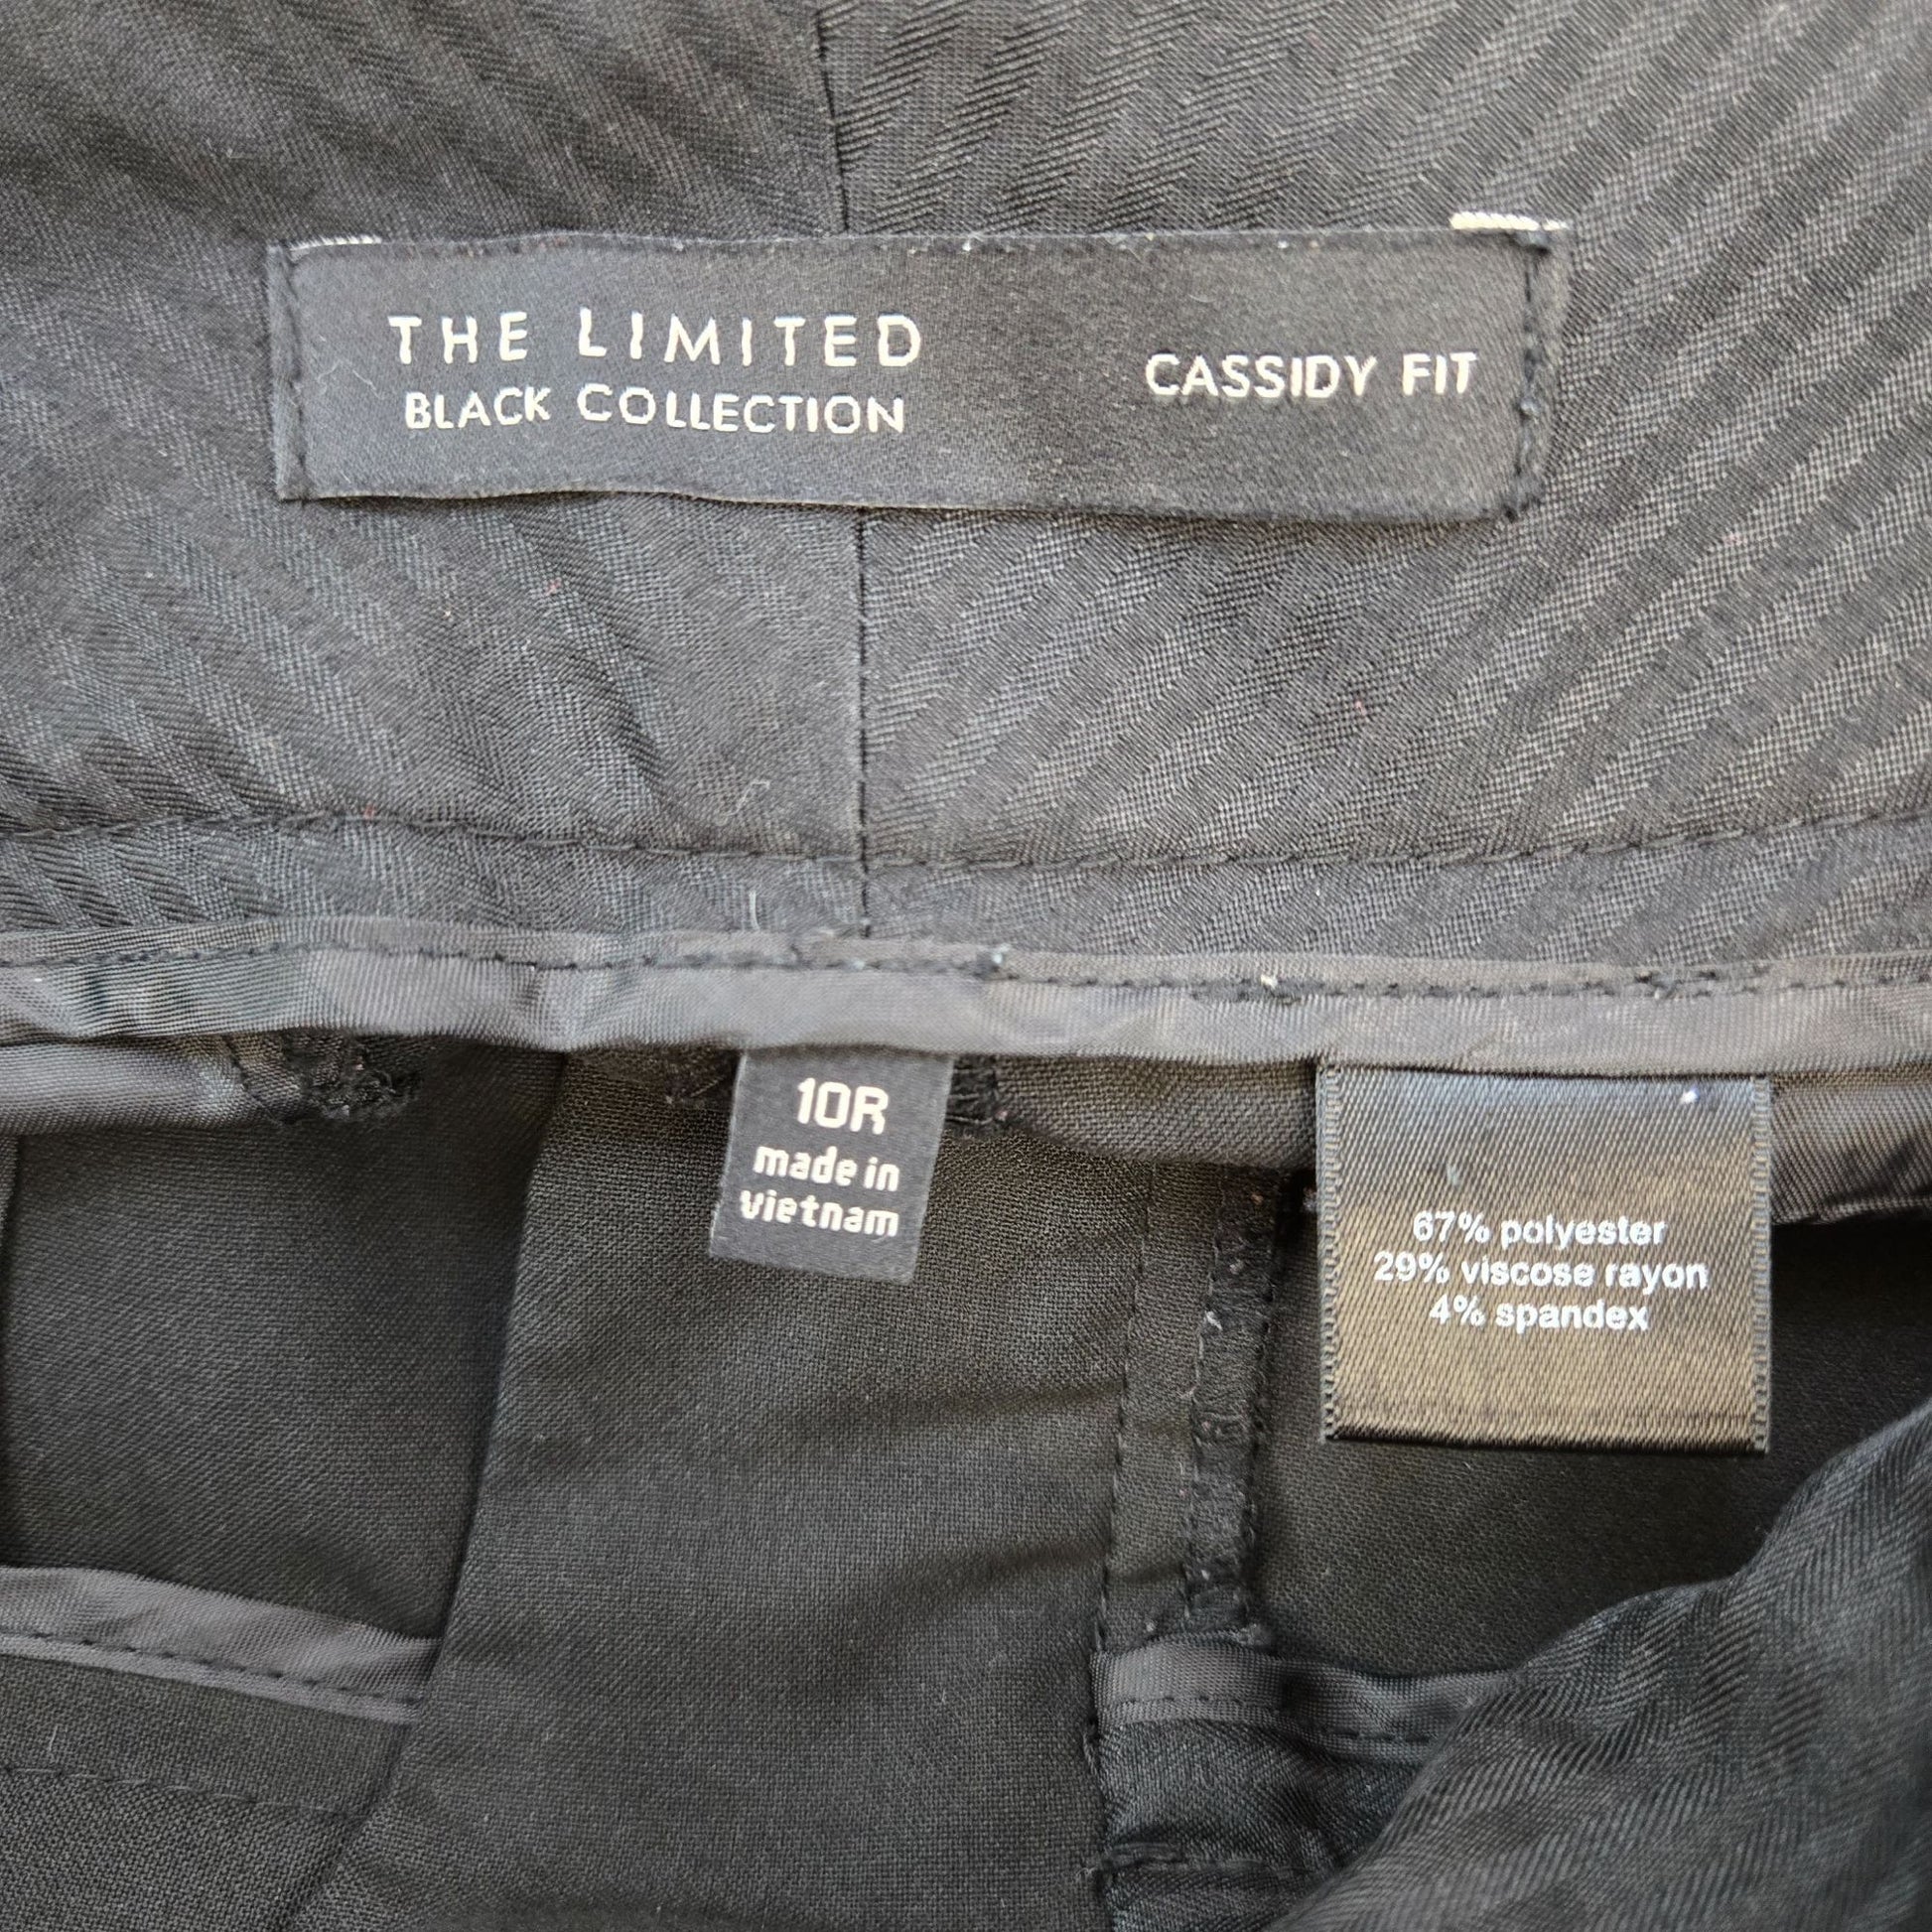 THE LIMITED
BLACK COLLECTION
CASSIDY FIT
10R
made in
vietnam
67% polyester
29% viscose rayon
4% spandex